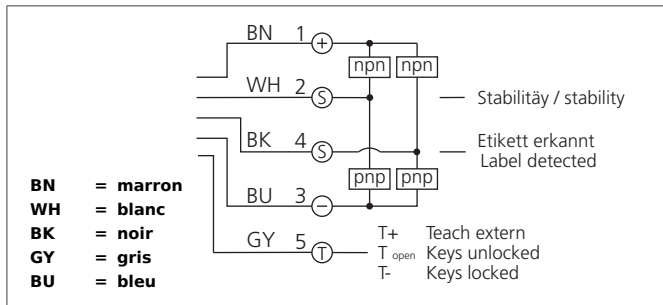 BN 1 +
npn npn
WH 2 S
Stabilitäy / stability
BK 4 S
Etikett erkannt
Label detected
pnp pnp
BU 3 −
GY 5 T
T+ Teach extern
T open Keys unlocked
T- Keys locked
BN = marron
WH = blanc
BK = noir
GY = gris
BU = bleu